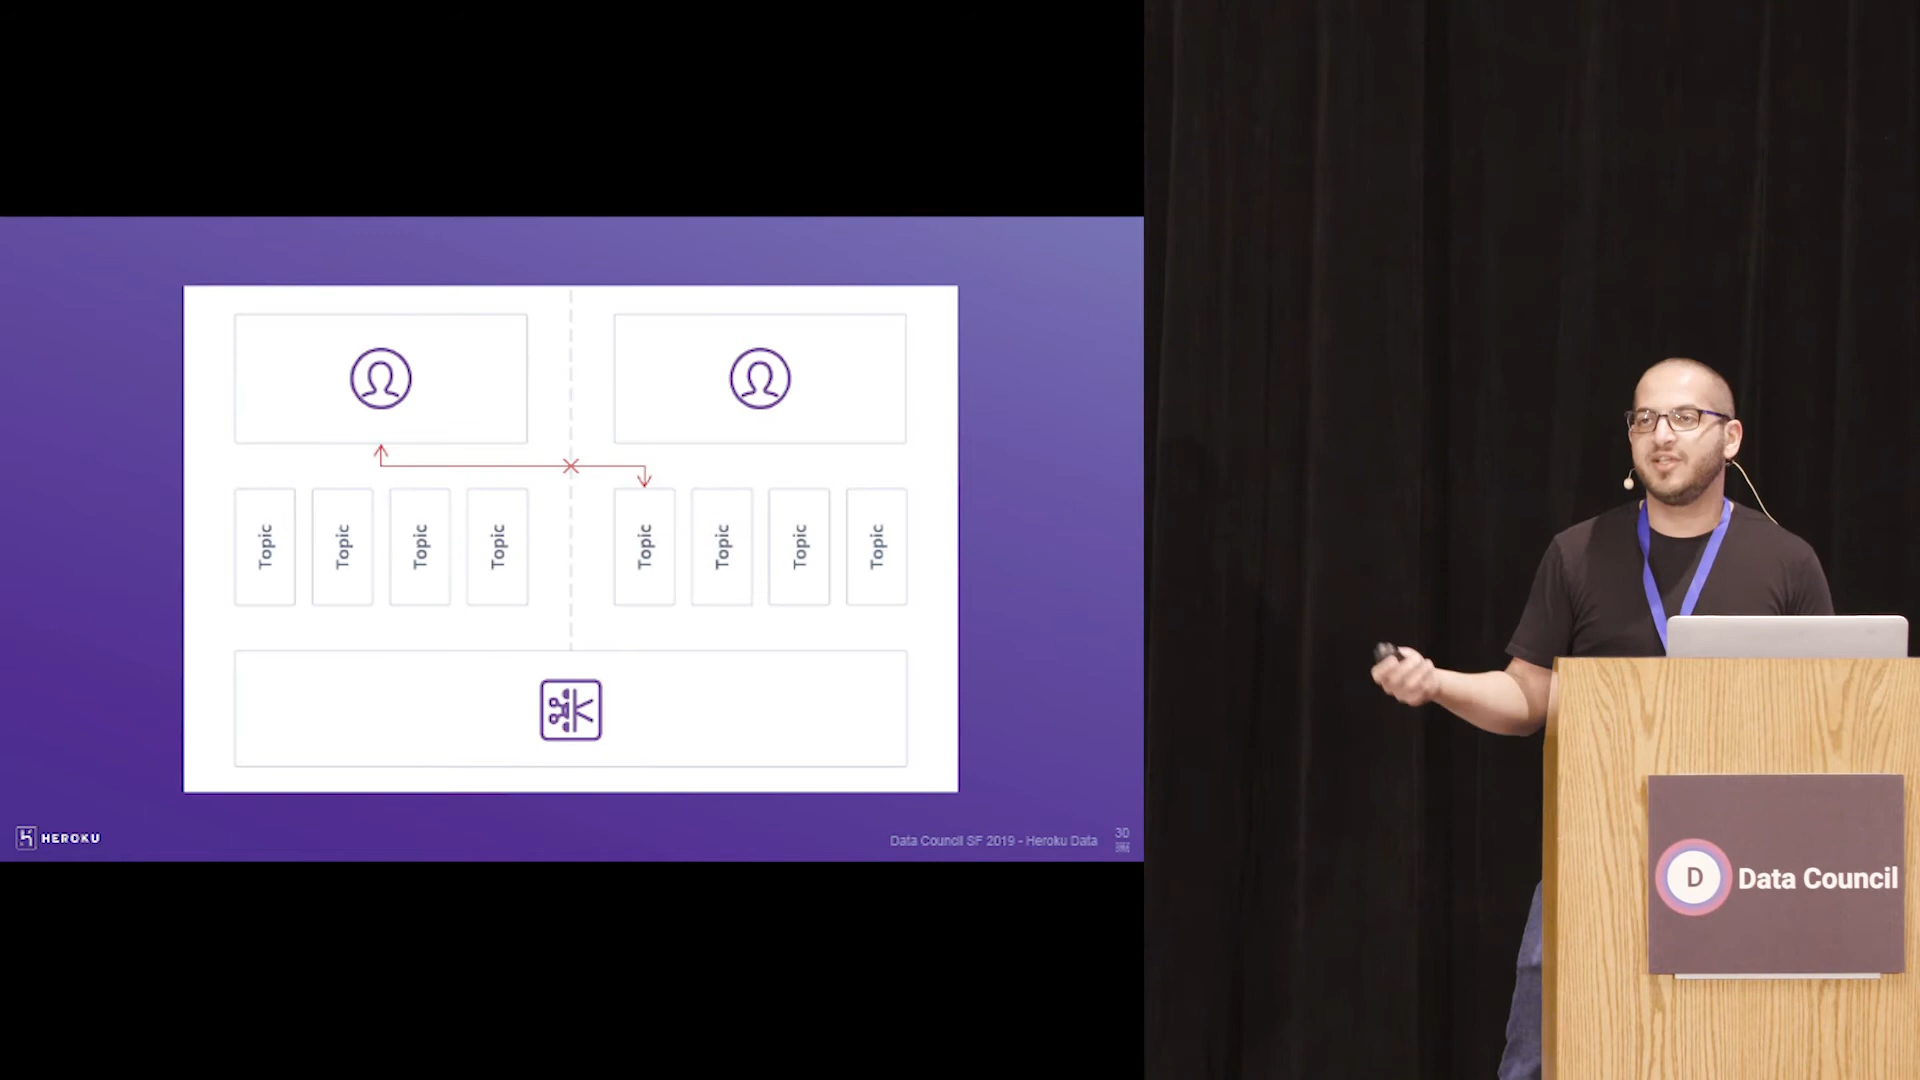 Topic
Topic
Topic
Topic
Topic
Topic
Topic
Topic
HEROKU
Data Council SF 2019 - Heroku Data
30
D
Data Council